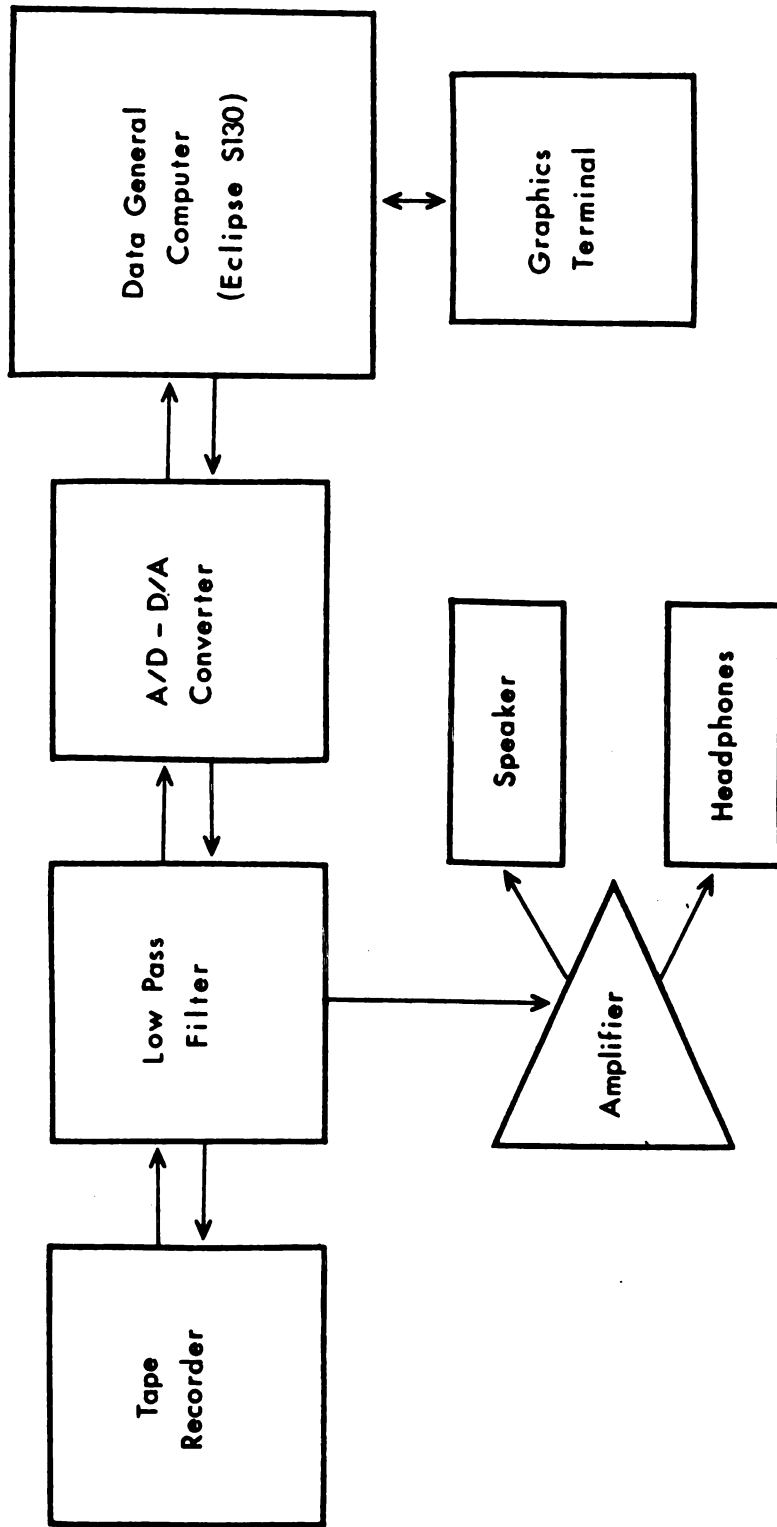 Tape
Recorder
Low Pass
Filter
A/D – D/A
Converter
Data General
Computer
(Eclipse S130)
Amplifier
Speaker
Headphones
Graphics
Terminal